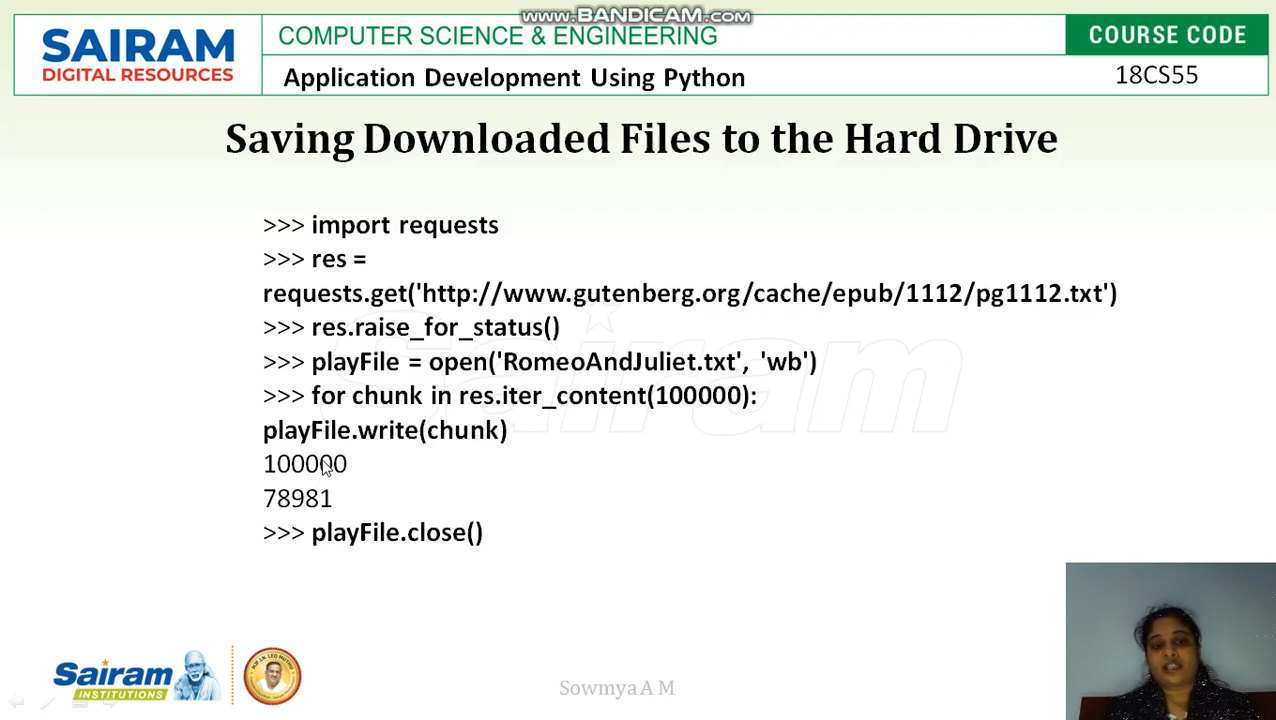 www.BANDICAM.com
SAIRAM
DIGITAL RESOURCES
COMPUTER SCIENCE & ENGINEERING
COURSE CODE
Application Development Using Python
18CS55
Saving Downloaded Files to the Hard Drive
>>> import requests
>>> res =
requests.get('http://www.gutenberg.org/cache/epub/1112/pg1112.txt')
>>> res.raise_for_status()
>>> playFile = open('RomeoAndJuliet.txt', 'wb')
>>> for chunk in res.iter_content(100000):
playFile.write(chunk)
100000
78981
>>> playFile.close()
Sairam
Sairam
INSTITUTIONS
Sowmya A M